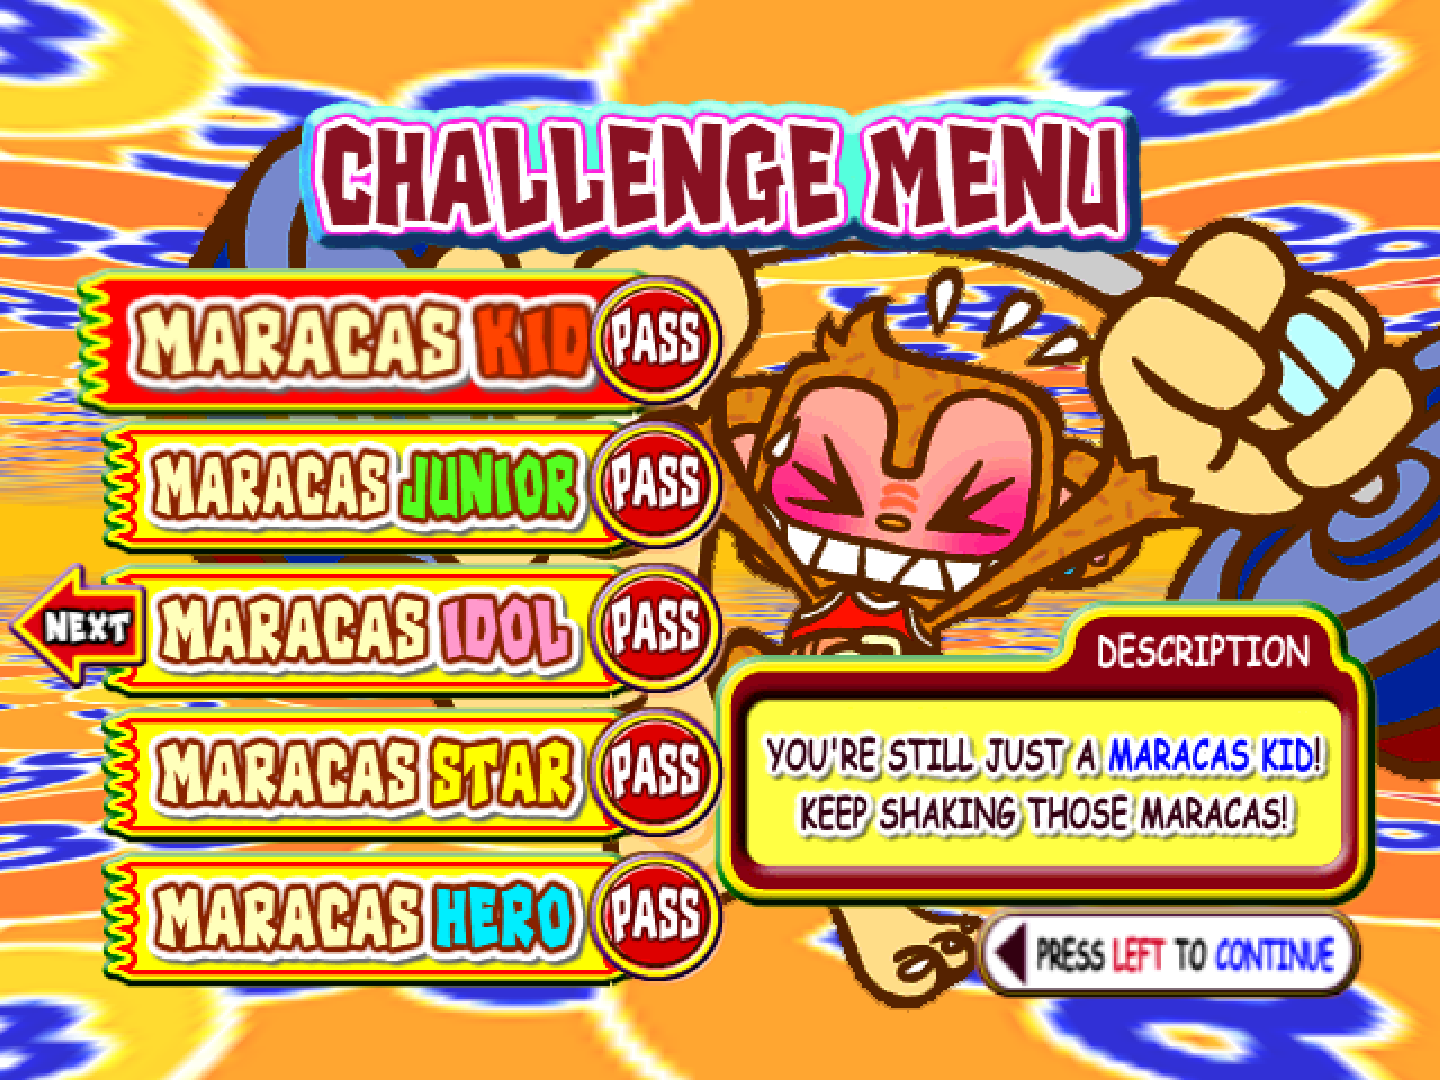 CHALLENGE MENU
MARACAS KID PASS
MARACAS JUNIOR PASS
NEXT MARACAS IDOL PASS
MARACAS STAR PASS
MARACAS HERO PASS
DESCRIPTION
YOU'RE STILL JUST A MARACAS KID!
KEEP SHAKING THOSE MARACAS!
PRESS LEFT TO CONTINUE